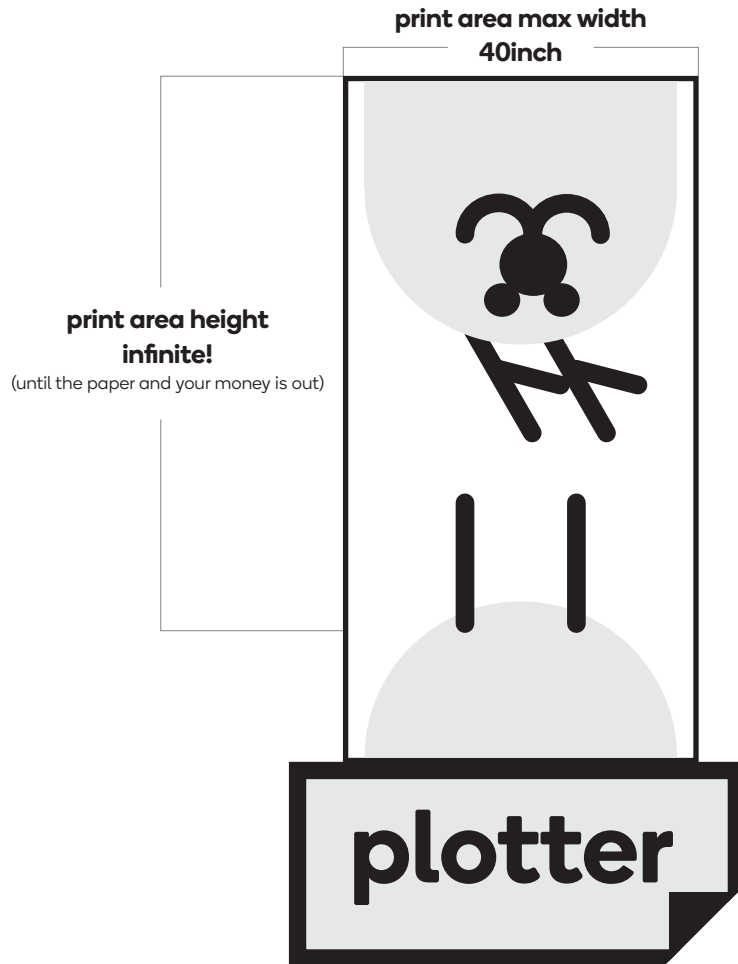 print area max width
40inch
print area height
infinite!
(until the paper and your money is out)
plotter